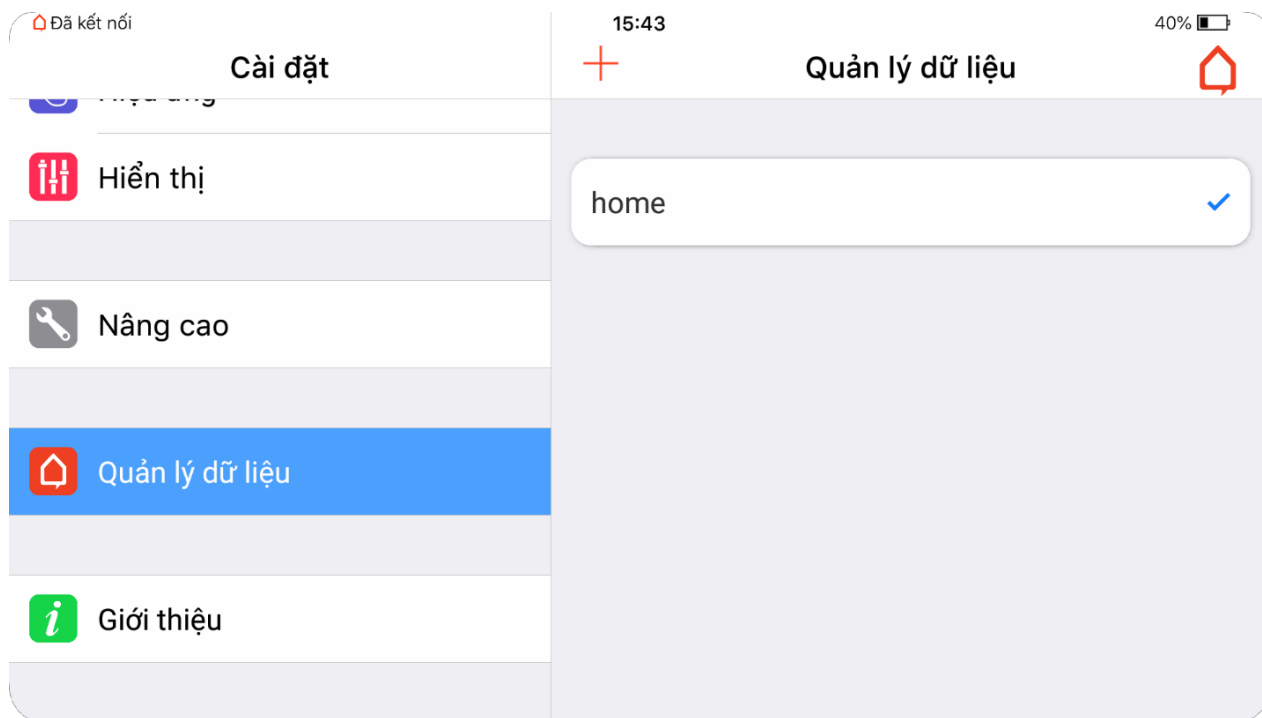 Đã kết nối
15:43
40%
Cài đặt
Quản lý dữ liệu
Hiển thị
home
Nâng cao
Quản lý dữ liệu
Giới thiệu